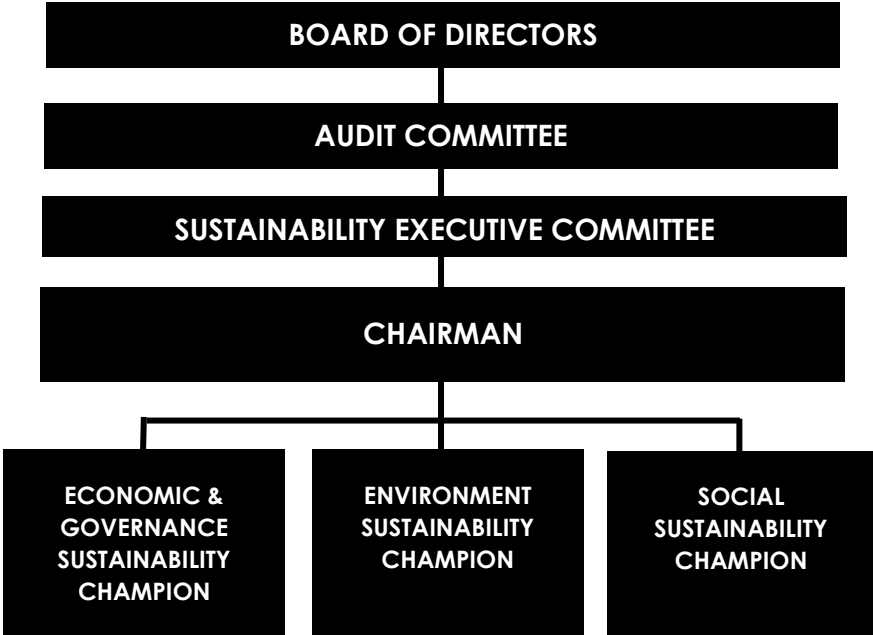 BOARD OF DIRECTORS
AUDIT COMMITTEE
SUSTAINABILITY EXECUTIVE COMMITTEE
CHAIRMAN
ECONOMIC &
GOVERNANCE
SUSTAINABILITY
CHAMPION
ENVIRONMENT
SUSTAINABILITY
CHAMPION
SOCIAL
SUSTAINABILITY
CHAMPION